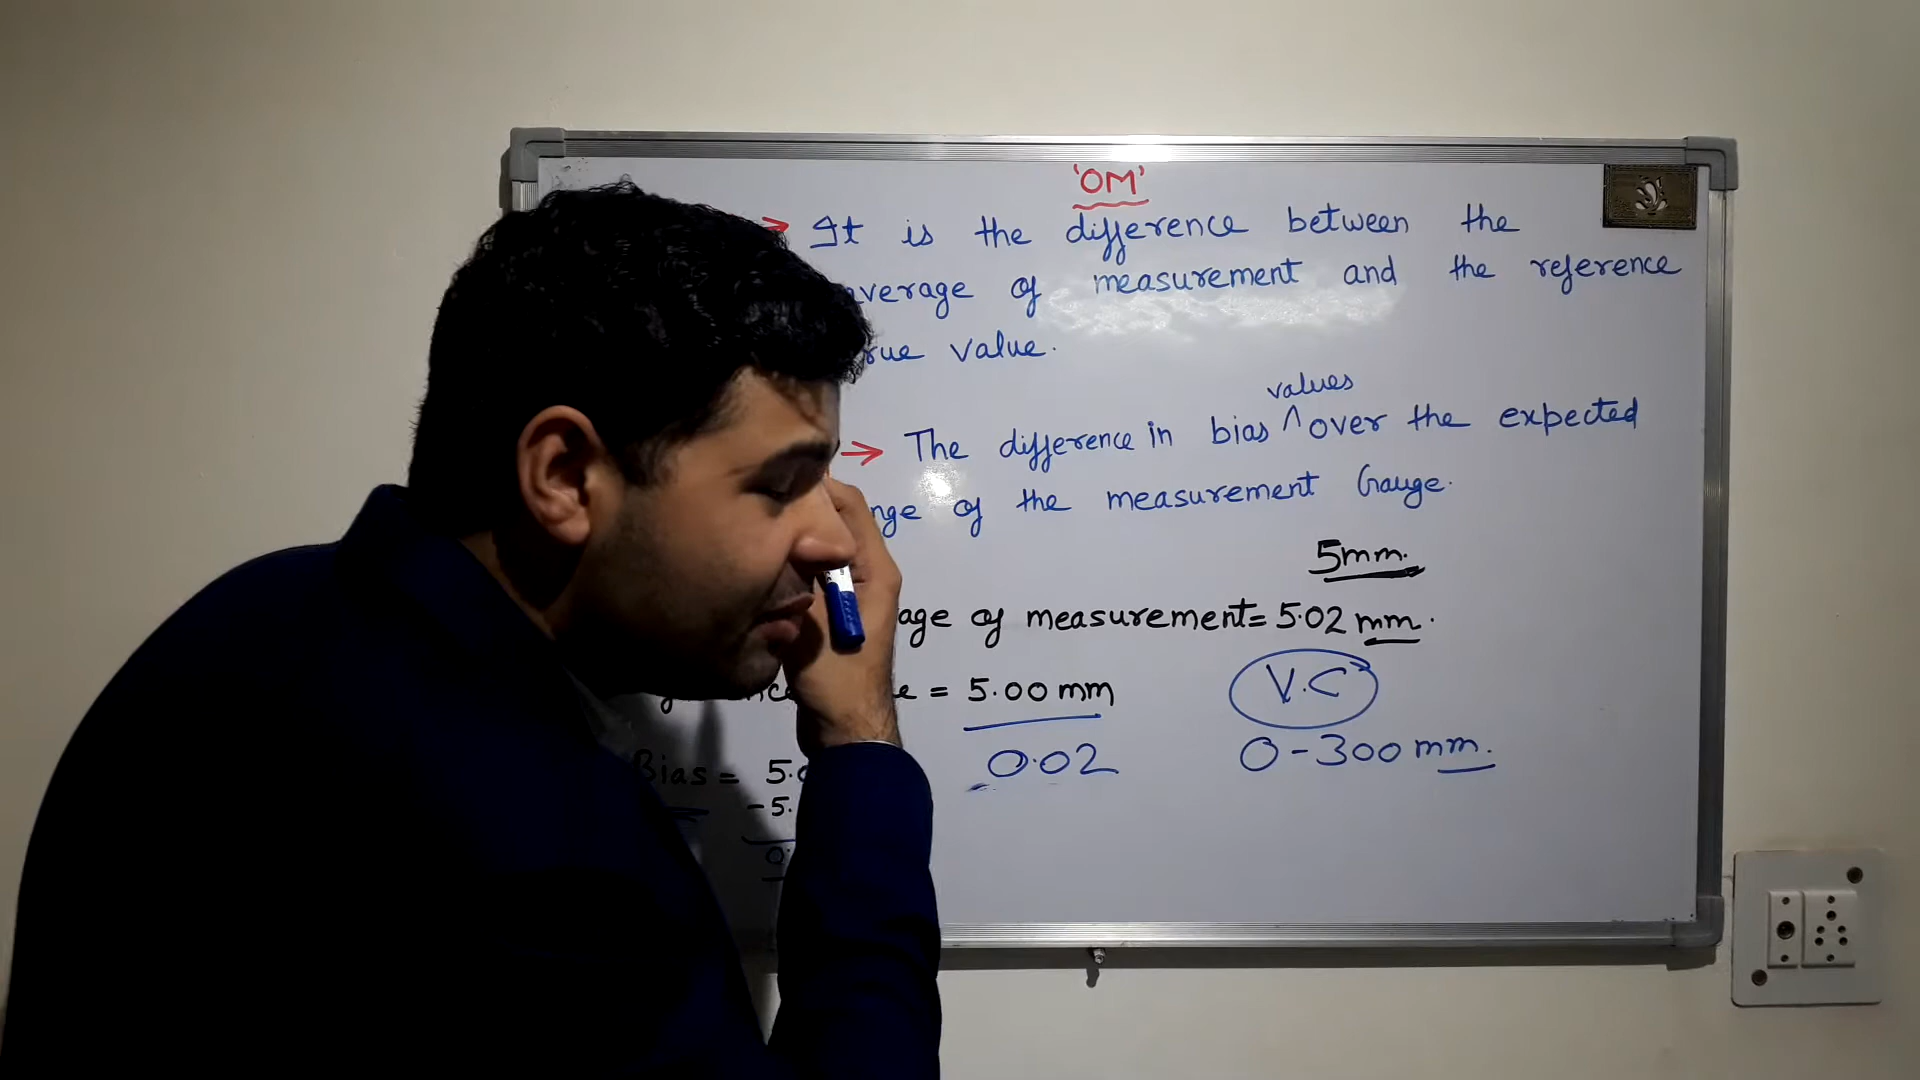 'OM'
It is the difference between the
average of measurement and the reference
true value.
values
The difference in bias ^ over the expected
of the measurement Gauge.
5mm.
of measurement = 5.02 mm.
= 5.00 mm
V.C
0.02
0-300 mm.
Bias =